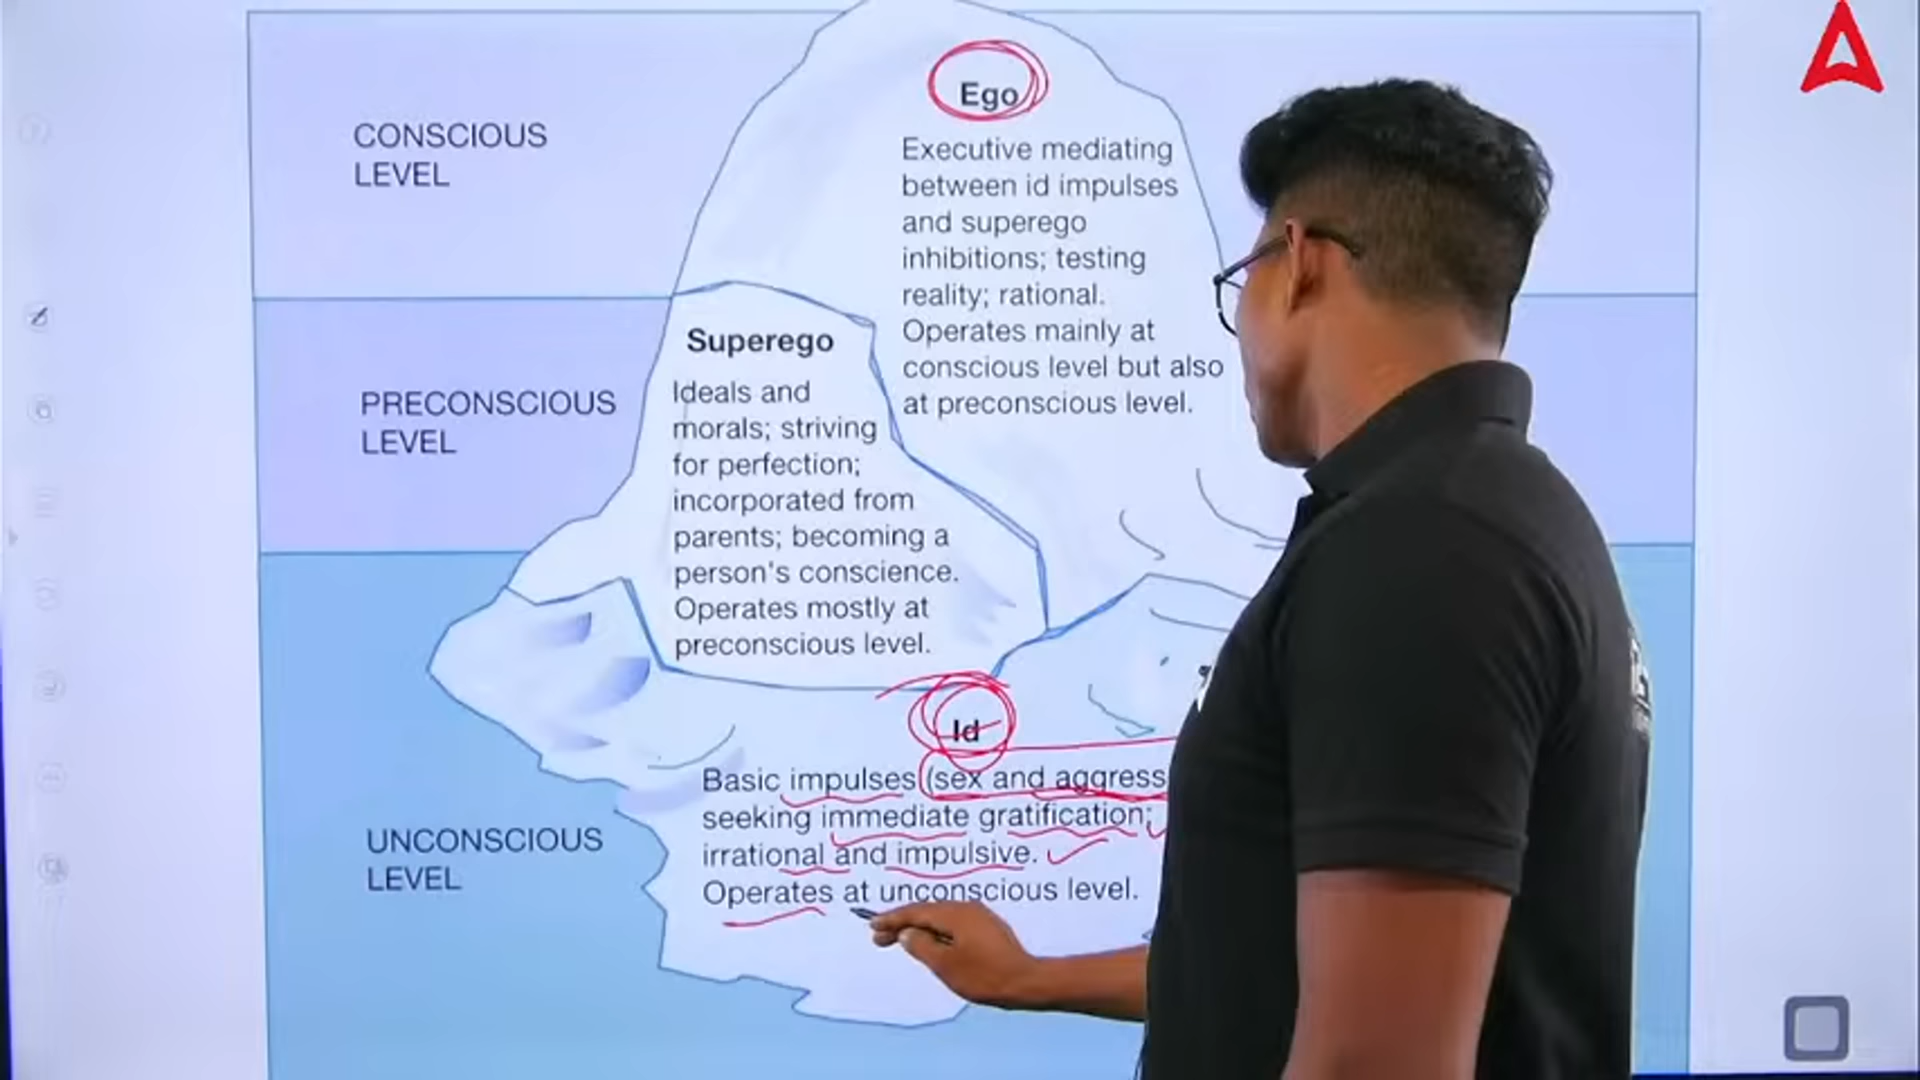 CONSCIOUS
LEVEL
Ego
Executive mediating
between id impulses
and superego
inhibitions; testing
reality; rational.
Operates mainly at
conscious level but also
at preconscious level.
PRECONSCIOUS
LEVEL
Superego
Ideals and
morals; striving
for perfection;
incorporated from
parents; becoming a
person's conscience.
Operates mostly at
preconscious level.
UNCONSCIOUS
LEVEL
Id
Basic impulses (sex and aggress
seeking immediate gratification;
irrational and impulsive.
Operates at unconscious level.